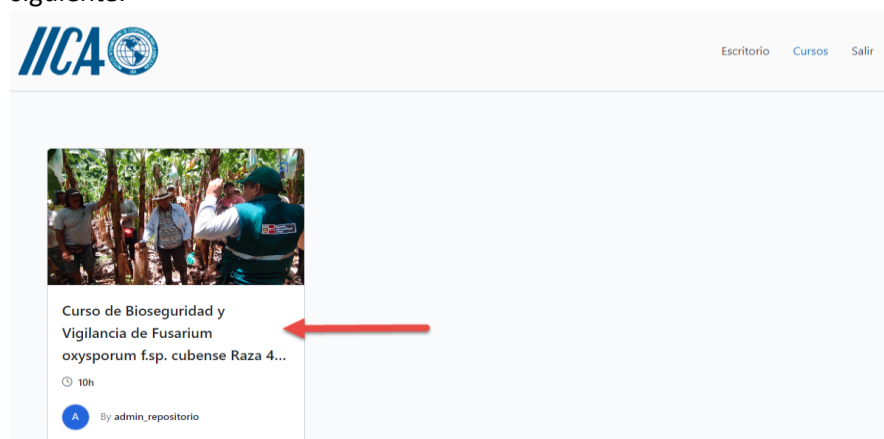 siguiente:
IICA
Escritorio Cursos Salir
Curso de Bioseguridad y
Vigilancia de Fusarium
oxysporum f.sp. cubense Raza 4...
10h
A By admin_repositorio